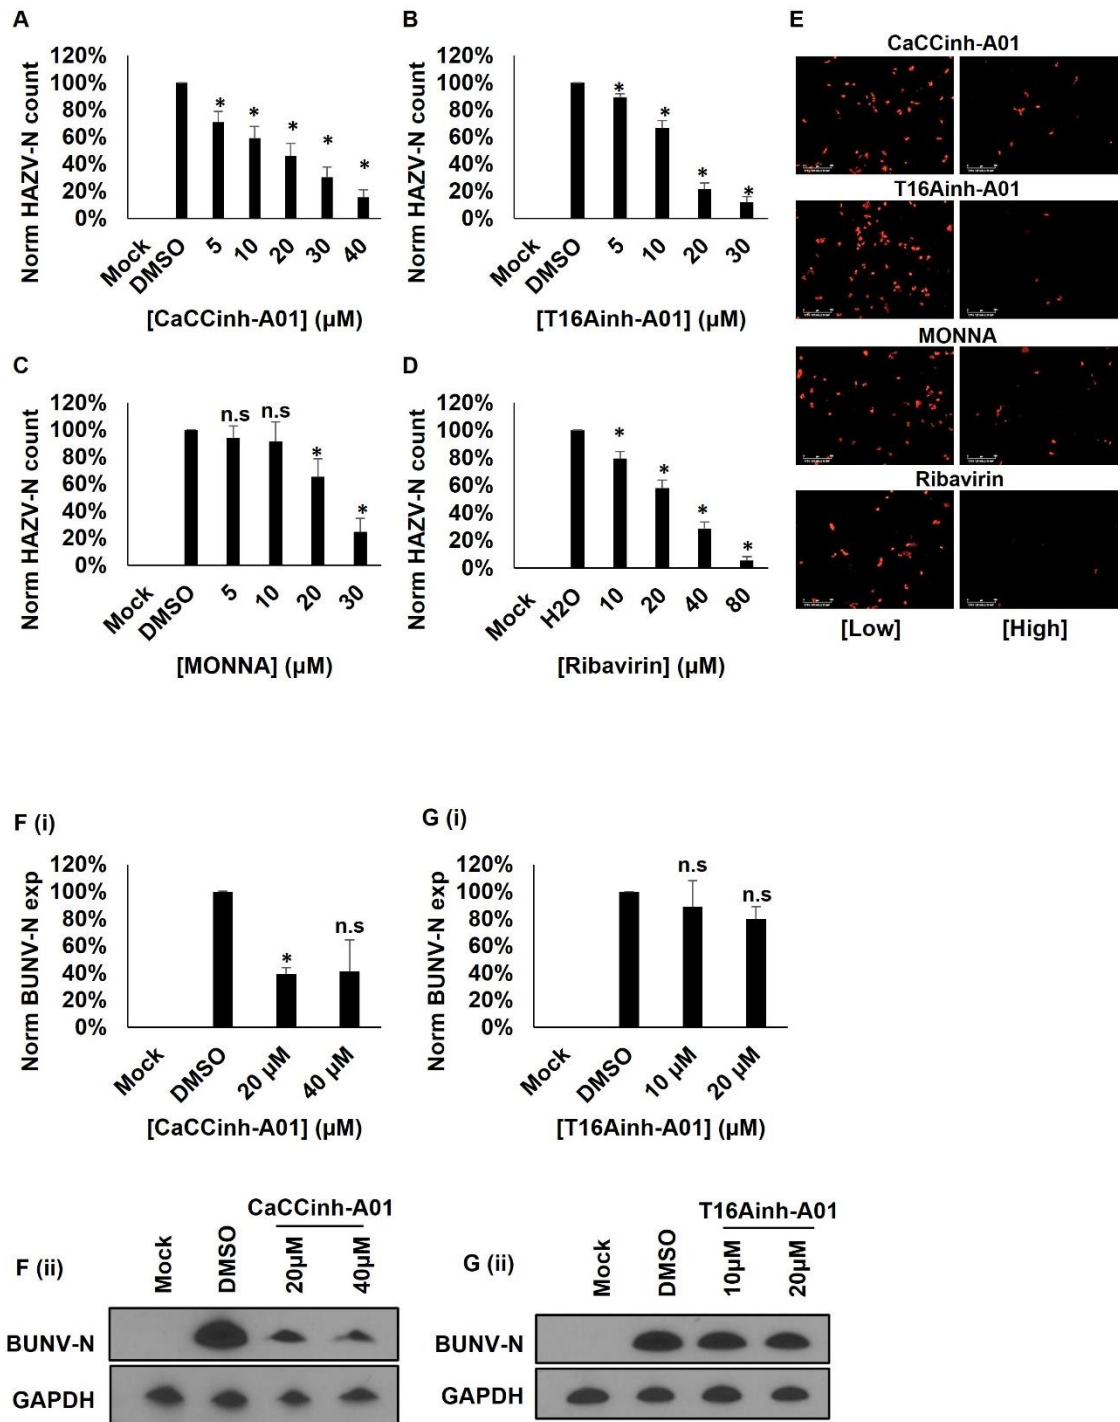 A
Norm HAZV-N count
120%
100%
80%
60%
40%
20%
0%
* * * * *
Mock DMSO 5 10 20 30 40
[CaCCinh-A01] (µM)
B
Norm HAZV-N count
120%
100%
80%
60%
40%
20%
0%
* * * *
Mock DMSO 5 10 20 30
[T16Ainh-A01] (µM)
C
Norm HAZV-N count
120%
100%
80%
60%
40%
20%
0%
n.s n.s * *
Mock DMSO 5 10 20 30
[MONNA] (µM)
D
Norm HAZV-N count
120%
100%
80%
60%
40%
20%
0%
* * * *
Mock H2O 10 20 40 80
[Ribavirin] (µM)
E
CaCCinh-A01
T16Ainh-A01
MONNA
Ribavirin
[Low] [High]
F (i)
Norm BUNV-N exp
120%
100%
80%
60%
40%
20%
0%
* n.s
Mock DMSO 20 µM 40 µM
[CaCCinh-A01] (µM)
G (i)
Norm BUNV-N exp
120%
100%
80%
60%
40%
20%
0%
n.s n.s
Mock DMSO 10 µM 20 µM
[T16Ainh-A01] (µM)
F (ii)
CaCCinh-A01
Mock DMSO 20µM 40µM
BUNV-N
GAPDH
G (ii)
T16Ainh-A01
Mock DMSO 10µM 20µM
BUNV-N
GAPDH